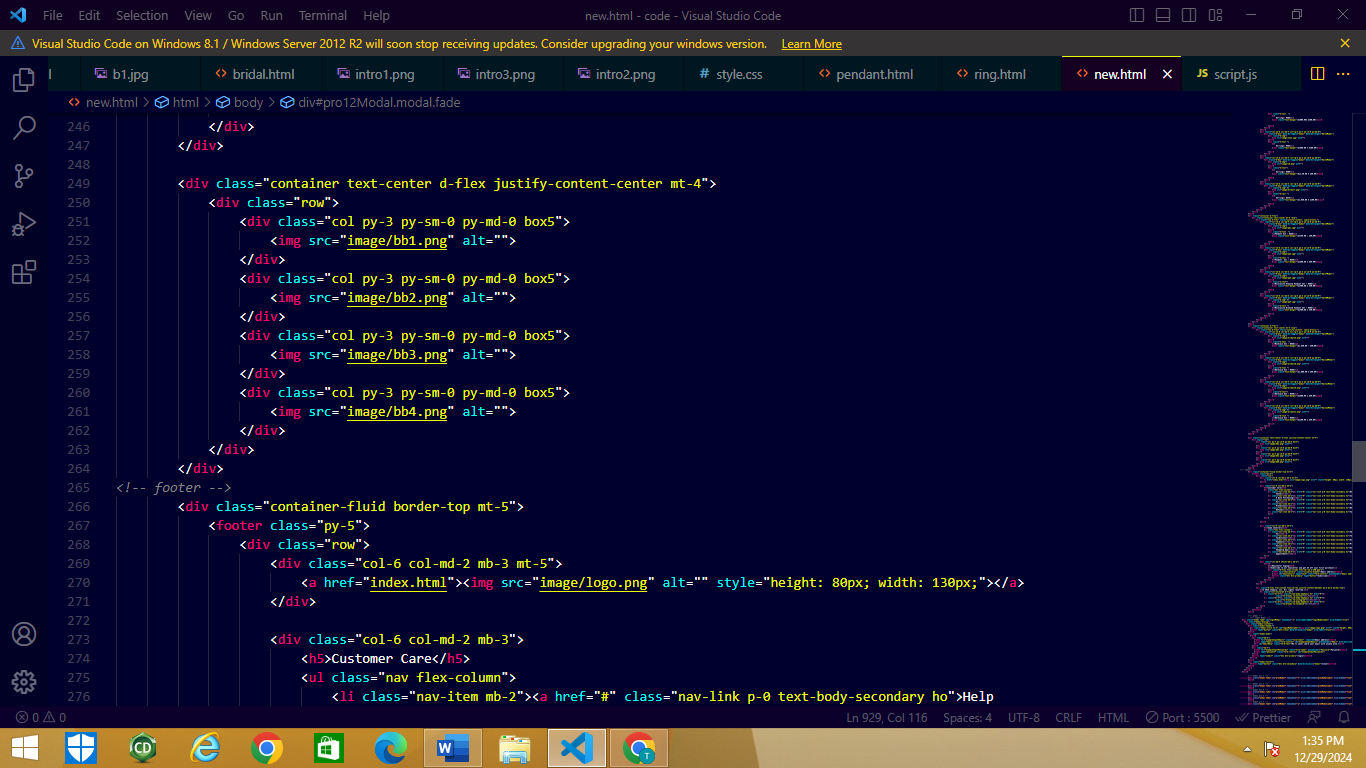 File Edit Selection View Go Run Terminal Help new.html - code - Visual Studio Code
Visual Studio Code on Windows 8.1 / Windows Server 2012 R2 will soon stop receiving updates. Consider upgrading your windows version. Learn More
l b1.jpg bridal.html intro1.png intro3.png intro2.png # style.css pendant.html ring.html new.html JS script.js
new.html > html > body > div#pro12Modal.modal.fade
246 </div>
247 </div>
248
249 <div class="container text-center d-flex justify-content-center mt-4">
250 <div class="row">
251 <div class="col py-3 py-sm-0 py-md-0 box5">
252 <img src="image/bb1.png" alt="">
253 </div>
254 <div class="col py-3 py-sm-0 py-md-0 box5">
255 <img src="image/bb2.png" alt="">
256 </div>
257 <div class="col py-3 py-sm-0 py-md-0 box5">
258 <img src="image/bb3.png" alt="">
259 </div>
260 <div class="col py-3 py-sm-0 py-md-0 box5">
261 <img src="image/bb4.png" alt="">
262 </div>
263 </div>
264 </div>
265 <!-- footer -->
266 <div class="container-fluid border-top mt-5">
267 <footer class="py-5">
268 <div class="row">
269 <div class="col-6 col-md-2 mb-3 mt-5">
270 <a href="index.html"><img src="image/logo.png" alt="" style="height: 80px; width: 130px;"></a>
271 </div>
272
273 <div class="col-6 col-md-2 mb-3">
274 <h5>Customer Care</h5>
275 <ul class="nav flex-column">
276 <li class="nav-item mb-2"><a href="#" class="nav-link p-0 text-body-secondary ho">Help
0 0 Ln 929, Col 116 Spaces: 4 UTF-8 CRLF HTML Port : 5500 Prettier
CD W T 1:35 PM
12/29/2024